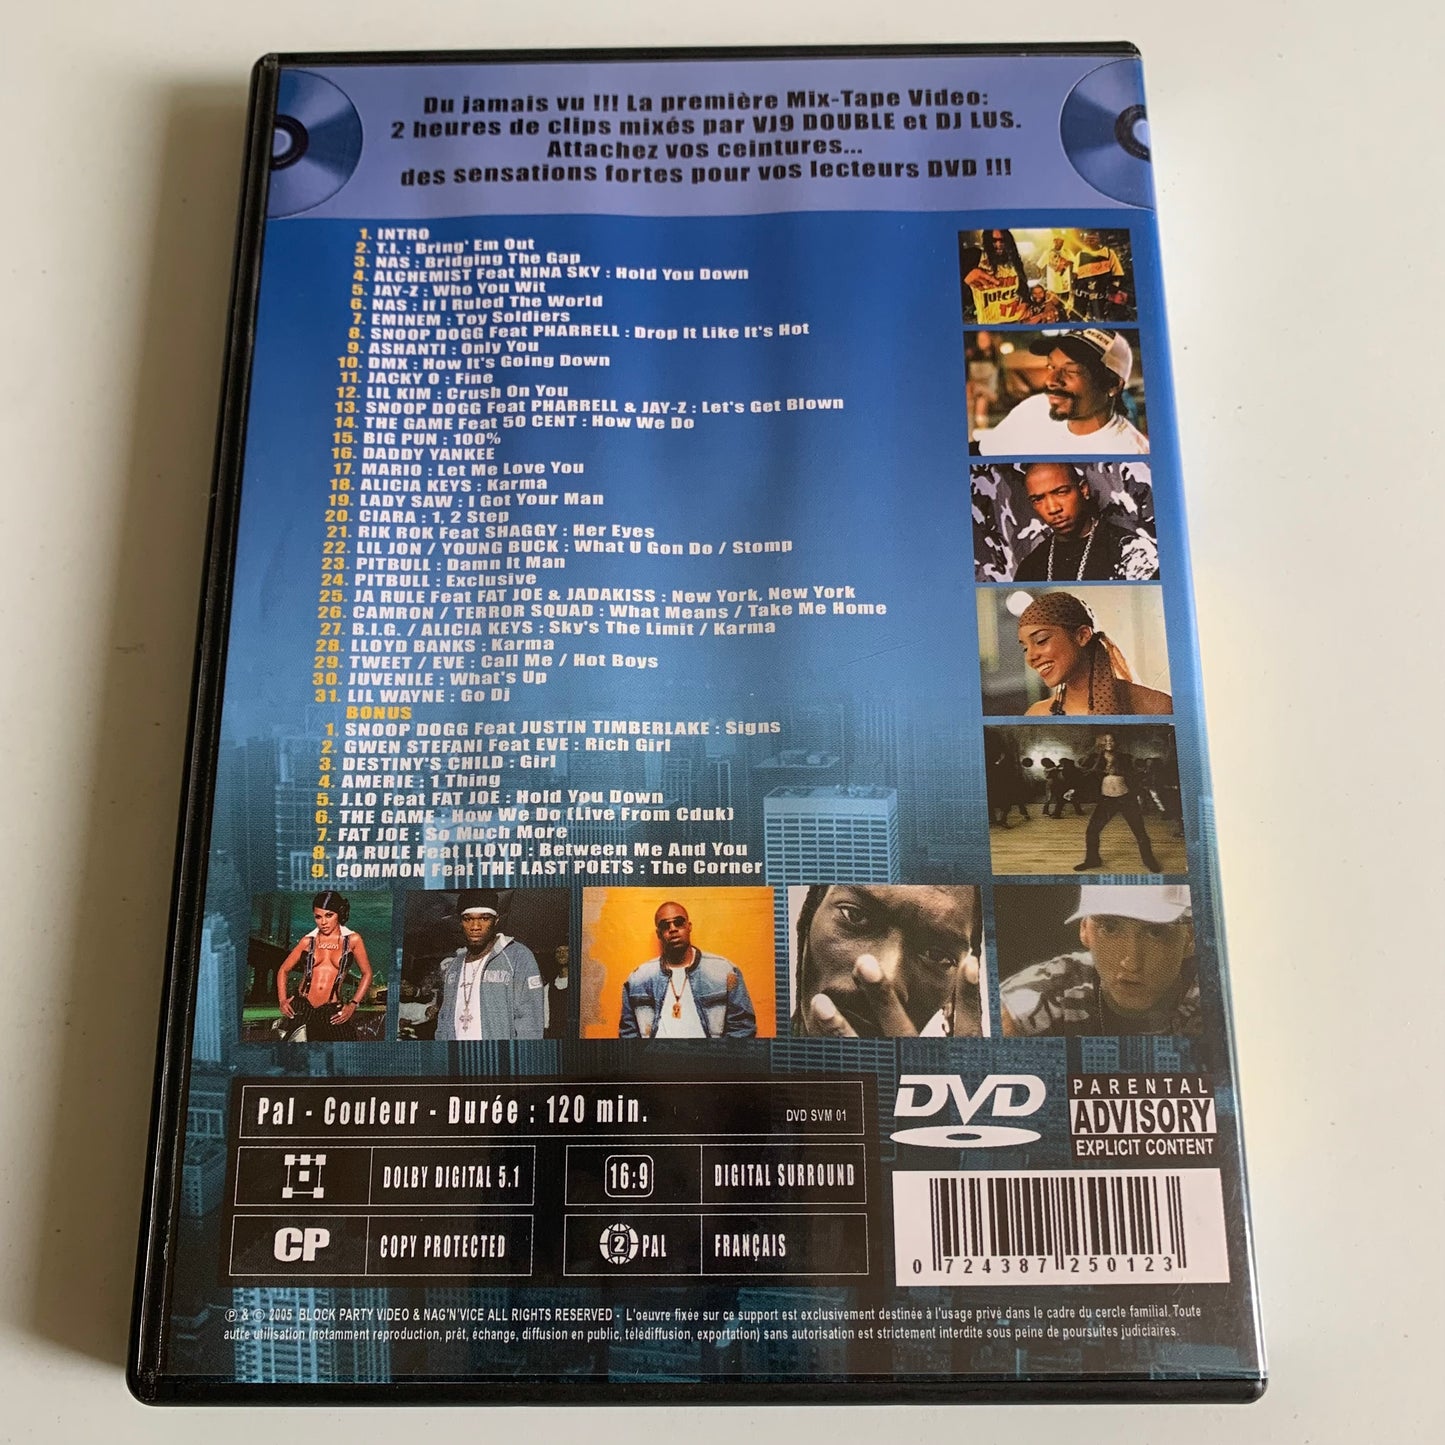 Du jamais vu !!! La première Mix-Tape Video:
2 heures de clips mixés par VJ9 DOUBLE et DJ LUS.
Attachez vos ceintures...
des sensations fortes pour vos lecteurs DVD !!!
1. INTRO
2. T.I. : Bring' Em Out
3. NAS : Bridging The Gap
4. ALCHEMIST Feat NINA SKY : Hold You Down
5. JAY-Z : Who You Wit
6. NAS : If I Ruled The World
7. EMINEM : Toy Soldiers
8. SNOOP DOGG Feat PHARRELL : Drop It Like It's Hot
9. ASHANTI : Only You
10. DMX : How It's Going Down
11. JACKY O : Fine
12. LIL KIM : Crush On You
13. SNOOP DOGG Feat PHARRELL & JAY-Z : Let's Get Blown
14. THE GAME Feat 50 CENT : How We Do
15. BIG PUN : 100%
16. DADDY YANKEE
17. MARIO : Let Me Love You
18. ALICIA KEYS : Karma
19. LADY SAW : I Got Your Man
20. CIARA : 1, 2 Step
21. RIK ROK Feat SHAGGY : Her Eyes
22. LIL JON / YOUNG BUCK : What U Gon Do / Stomp
23. PITBULL : Damn It Man
24. PITBULL : Exclusive
25. JA RULE Feat FAT JOE & JADAKISS : New York, New York
26. CAMRON / TERROR SQUAD : What Means / Take Me Home
27. B.I.G. / ALICIA KEYS : Sky's The Limit / Karma
28. LLOYD BANKS : Karma
29. TWEET / EVE : Call Me / Hot Boys
30. JUVENILE : What's Up
31. LIL WAYNE : Go Dj
BONUS
1. SNOOP DOGG Feat JUSTIN TIMBERLAKE : Signs
2. GWEN STEFANI Feat EVE : Rich Girl
3. DESTINY'S CHILD : Girl
4. AMERIE : 1 Thing
5. J.LO Feat FAT JOE : Hold You Down
6. THE GAME : How We Do (Live From Cduk)
7. FAT JOE : So Much More
8. JA RULE Feat LLOYD : Between Me And You
9. COMMON Feat THE LAST POETS : The Corner
JUICE
17
Pal - Couleur - Durée : 120 min.
DVD SVM 01
DOLBY DIGITAL 5.1
16:9
DIGITAL SURROUND
CP
COPY PROTECTED
2 PAL
FRANÇAIS
DVD
PARENTAL
ADVISORY
EXPLICIT CONTENT
0 724387 250123
℗ & © 2005 BLOCK PARTY VIDEO & NAG'N'VICE ALL RIGHTS RESERVED - L'oeuvre fixée sur ce support est exclusivement destinée à l'usage privé dans le cadre du cercle familial. Toute
autre utilisation (notamment reproduction, prêt, échange, diffusion en public, télédiffusion, exportation) sans autorisation est strictement interdite sous peine de poursuites judiciaires.